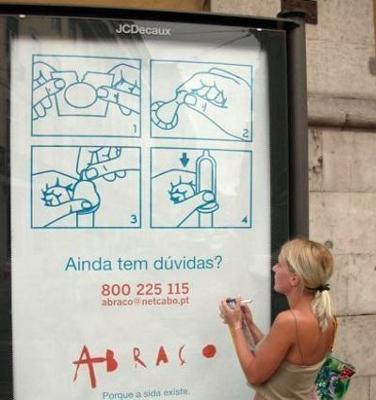 JCDecaux
1
2
3
4
Ainda tem dúvidas?
800 225 115
abraco@netcabo.pt
ABRAÇO
Porque a sida existe.